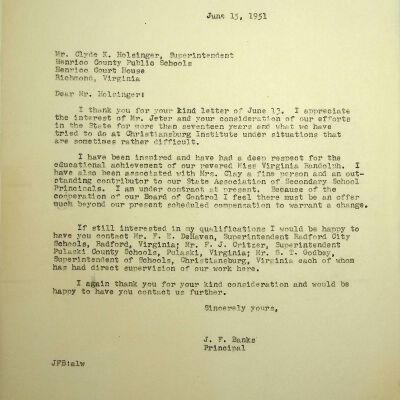 June 15, 1951
Mr. Clyde K. Holsinger, Superintendent
Henrico County Public Schools
Henrico Court House
Richmond, Virginia
Dear Mr. Holsinger:
I thank you for your kind letter of June 13. I appreciate
the interest of Mr. Jeter and your consideration of our efforts
in the State for more than seventeen years and what we have
tried to do at Christiansburg Institute under situations that
are sometimes rather difficult.
I have been inspired and have had a deep respect for the
educational achievement of our revered Miss Virginia Randolph. I
have also been associated with Mrs. Clay a fine person and an out-
standing contributor to our State Association of Secondary School
Principals. I am under contract at present. Because of the
cooperation of our Board of Control I feel there must be an offer
much beyond our present scheduled compensation to warrant a change.
If still interested in my qualifications I would be happy to
have you contact Mr. F. E. DeHaven, Superintendent Radford City
Schools, Radford, Virginia; Mr. F. J. Critzer, Superintendent
Pulaski County Schools, Pulaski, Virginia; Mr. S. T. Godbey,
Superintendent of Schools, Christiansburg, Virginia each of whom
has had direct supervision of our work here.
I again thank you for your kind consideration and would be
happy to have you contact us further.
Sincerely yours,
J. F. Banks
Principal
JFB:alw